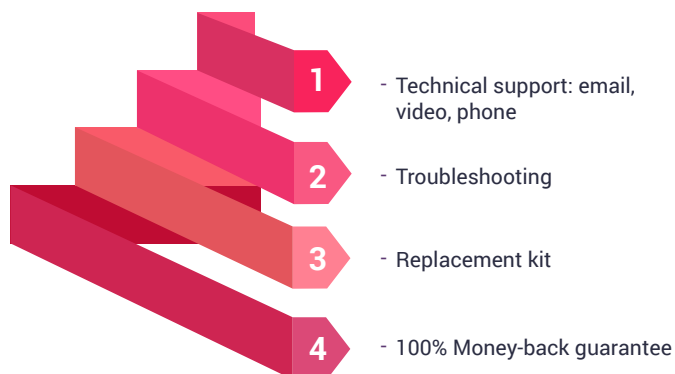 1
- Technical support: email,
video, phone
2
- Troubleshooting
3
- Replacement kit
4
- 100% Money-back guarantee